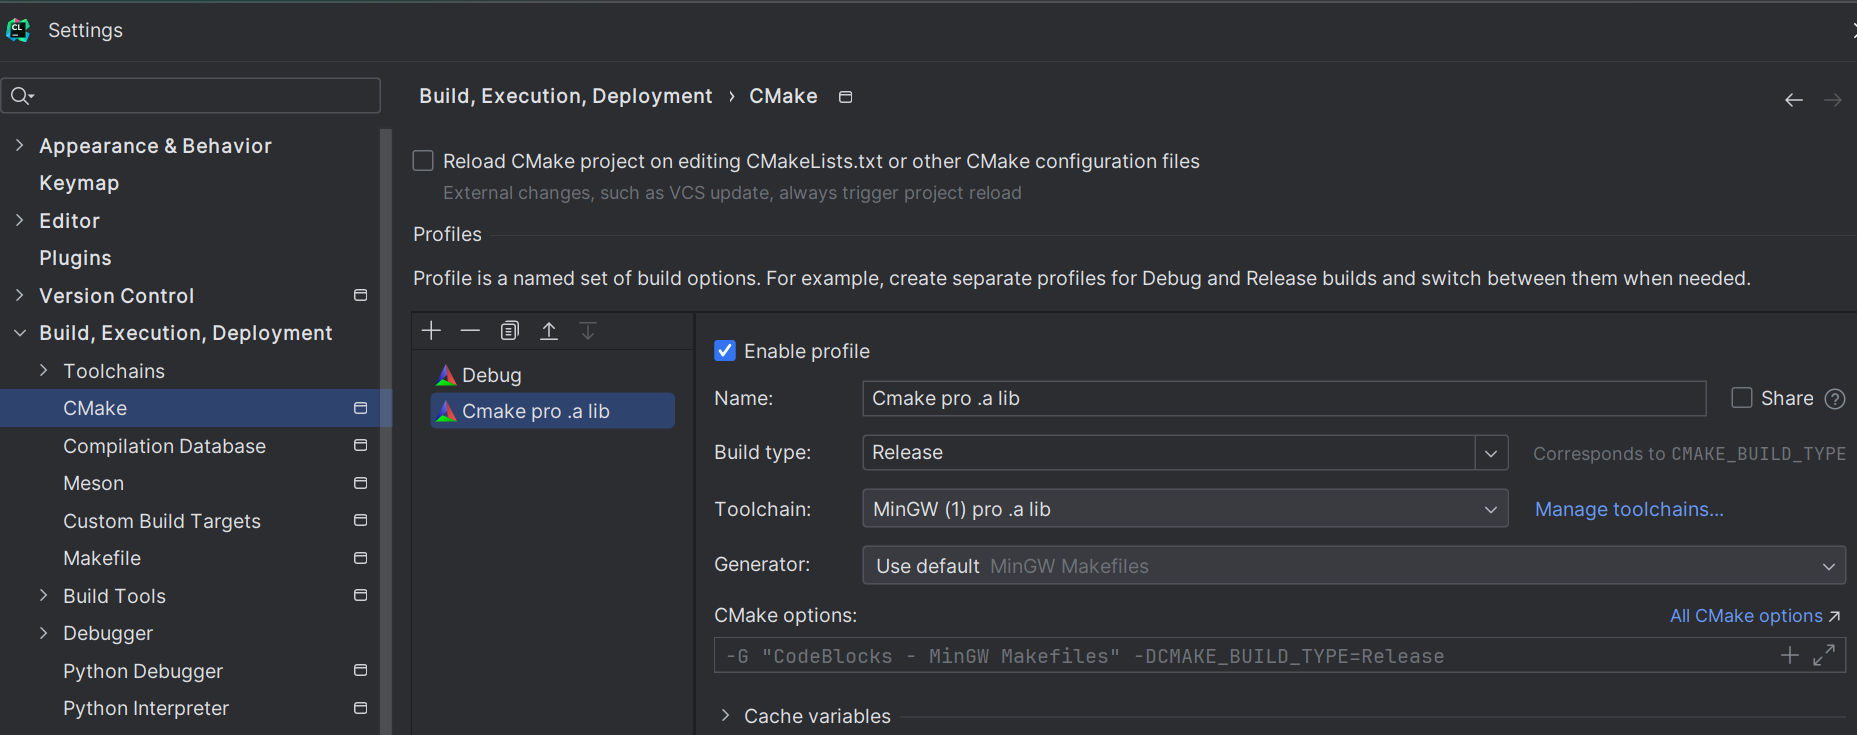 CL
Settings
Build, Execution, Deployment › CMake
Appearance & Behavior
Keymap
Editor
Plugins
Version Control
Build, Execution, Deployment
Toolchains
CMake
Compilation Database
Meson
Custom Build Targets
Makefile
Build Tools
Debugger
Python Debugger
Python Interpreter
Reload CMake project on editing CMakeLists.txt or other CMake configuration files
External changes, such as VCS update, always trigger project reload
Profiles
Profile is a named set of build options. For example, create separate profiles for Debug and Release builds and switch between them when needed.
Debug
Cmake pro .a lib
Enable profile
Name: Cmake pro .a lib Share ?
Build type: Release Corresponds to CMAKE_BUILD_TYPE
Toolchain: MinGW (1) pro .a lib Manage toolchains...
Generator: Use default MinGW Makefiles
CMake options: All CMake options ↗
-G "CodeBlocks - MinGW Makefiles" -DCMAKE_BUILD_TYPE=Release
Cache variables